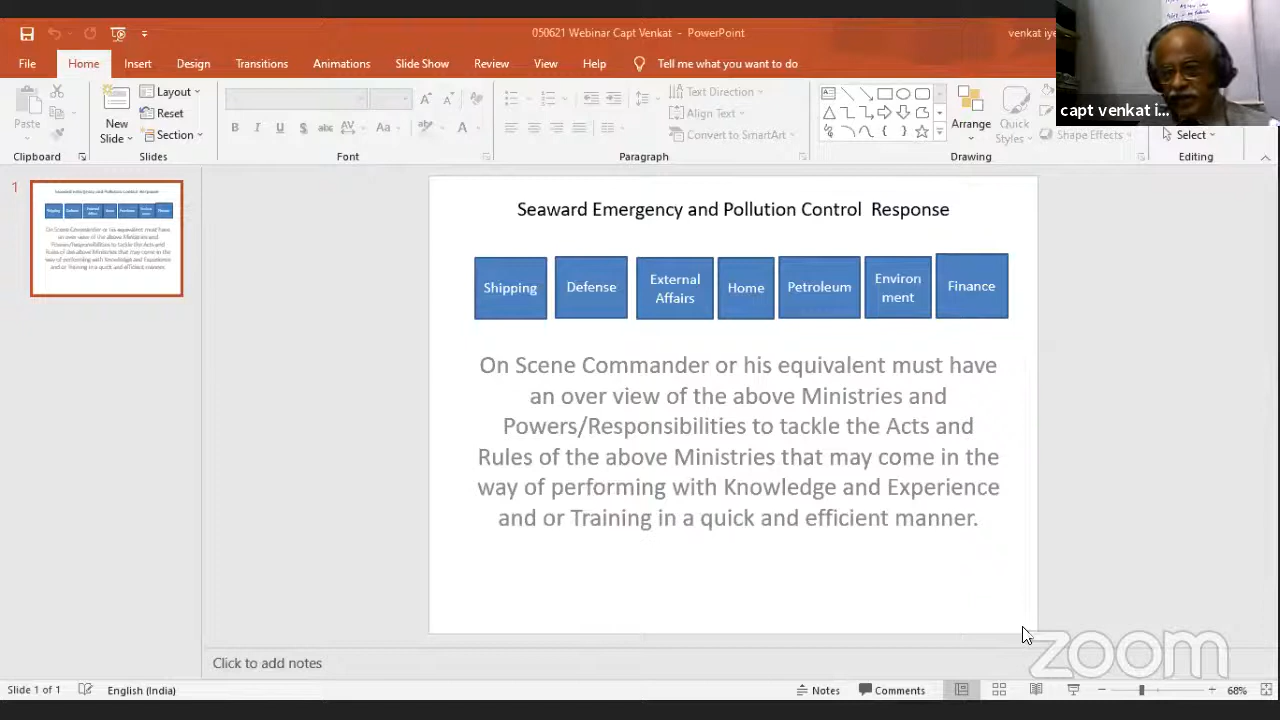 050621 Webinar Capt Venkat - PowerPoint
venkat iye
File Home Insert Design Transitions Animations Slide Show Review View Help Tell me what you want to do
capt venkat i...
Paste
New Slide
Layout
Reset
Section
B I U S abc AV Aa A
Text Direction
Align Text
Convert to SmartArt
Arrange
Quick Styles
Shape Effects
Select
Clipboard Slides Font Paragraph Drawing Editing
1
Seaward Emergency and Pollution Control Response
Shipping
Defense
External
Affairs
Home
Petroleum
Environ
ment
Finance
On Scene Commander or his equivalent must have
an over view of the above Ministries and
Powers/Responsibilities to tackle the Acts and
Rules of the above Ministries that may come in the
way of performing with Knowledge and Experience
and or Training in a quick and efficient manner.
zoom
Click to add notes
Slide 1 of 1 English (India) Notes Comments 68%